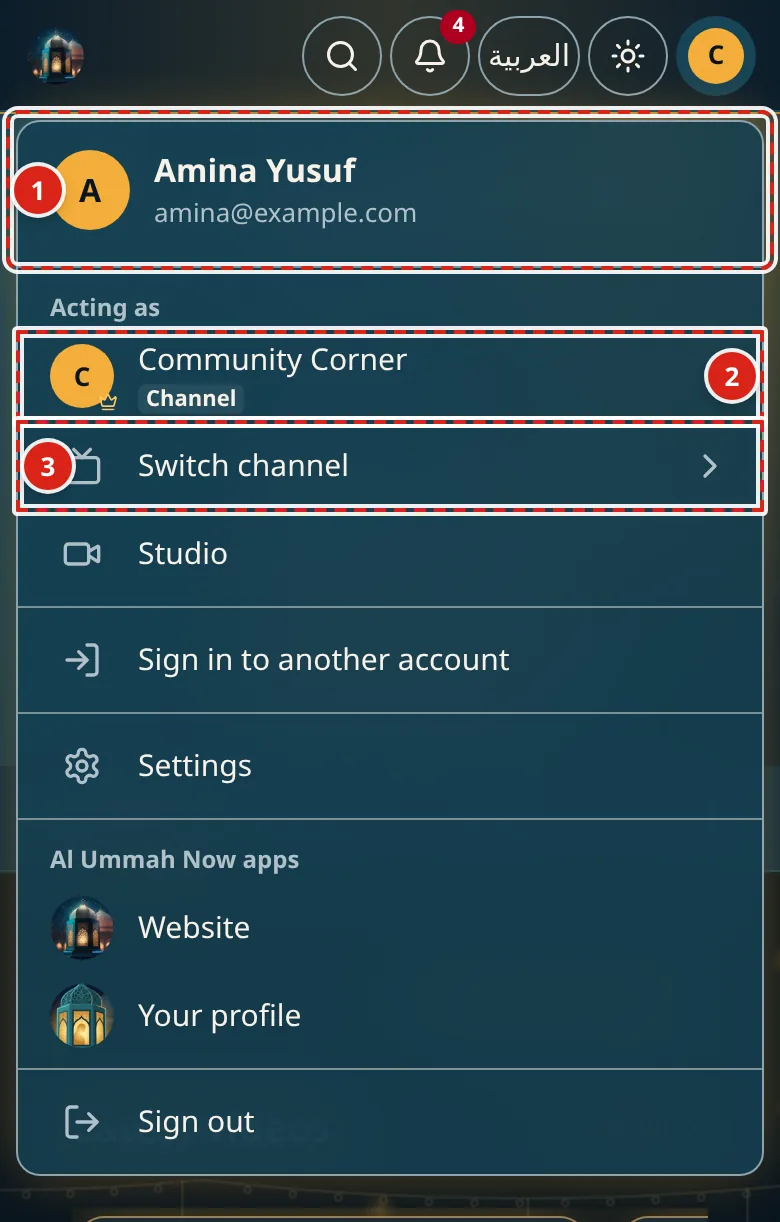 4
العربية
C
1
A
Amina Yusuf
amina@example.com
Acting as
C
Community Corner
Channel
2
3
Switch channel
Studio
Sign in to another account
Settings
Al Ummah Now apps
Website
Your profile
Sign out